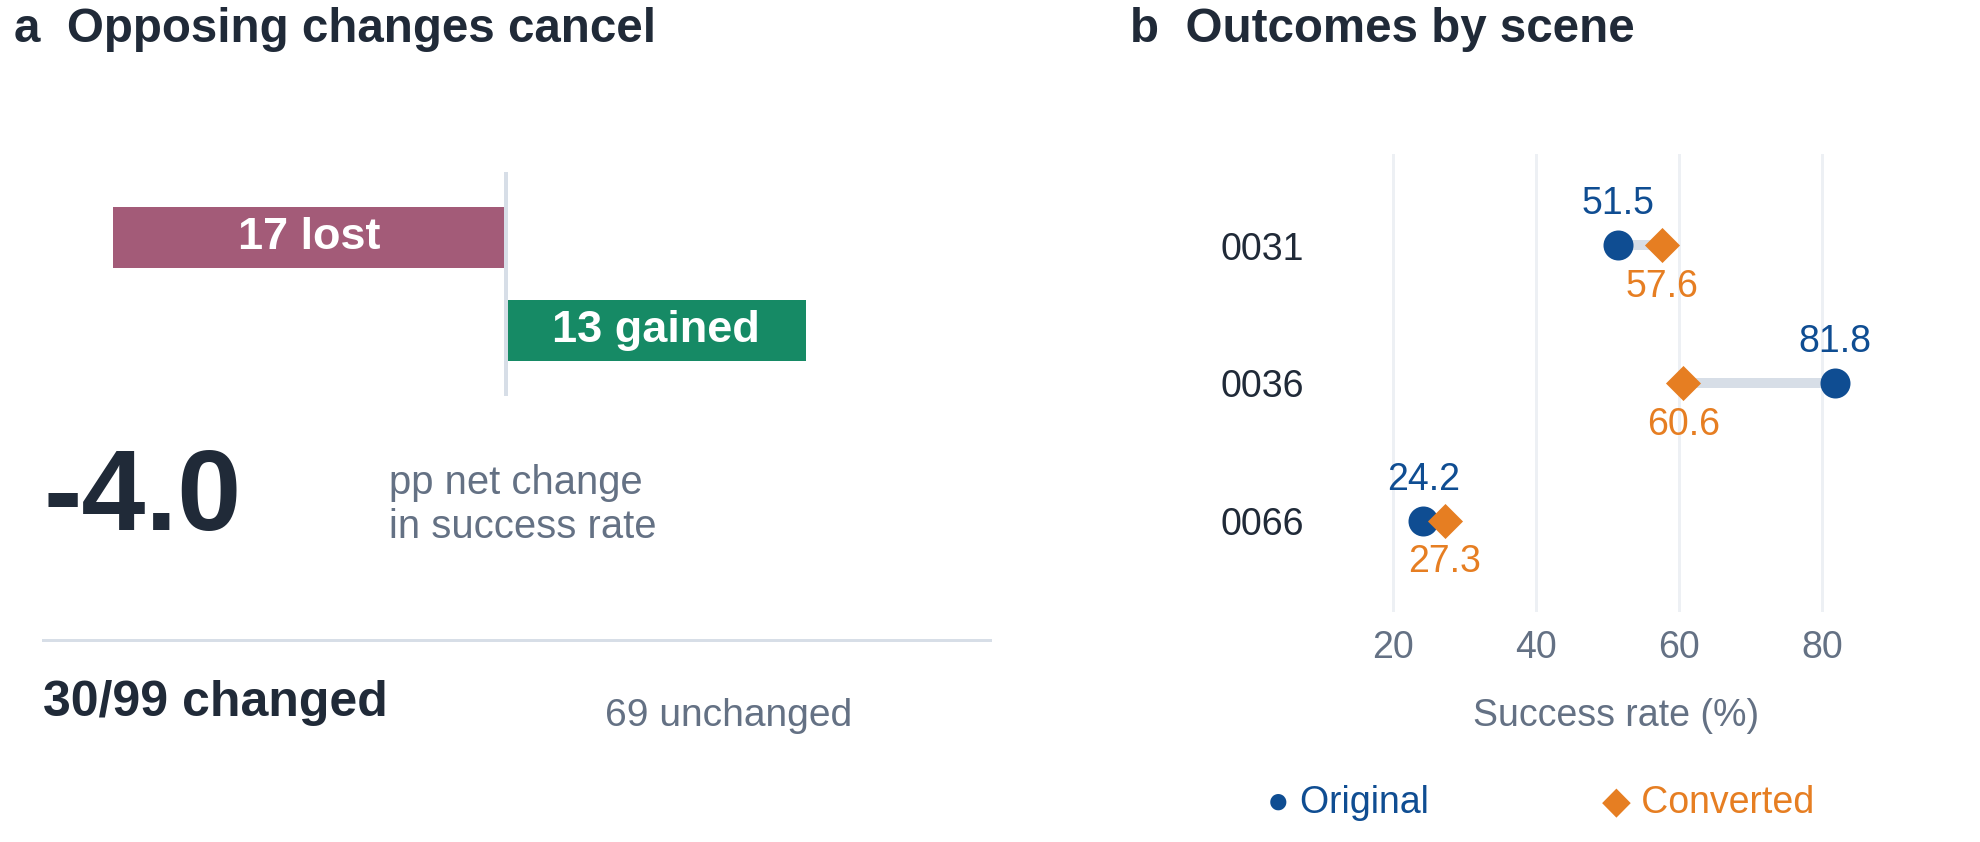 a Opposing changes cancel
17 lost
13 gained
-4.0
pp net change
in success rate
30/99 changed
69 unchanged
b Outcomes by scene
51.5
0031
57.6
81.8
0036
60.6
24.2
0066
27.3
20 40 60 80
Success rate (%)
Original Converted